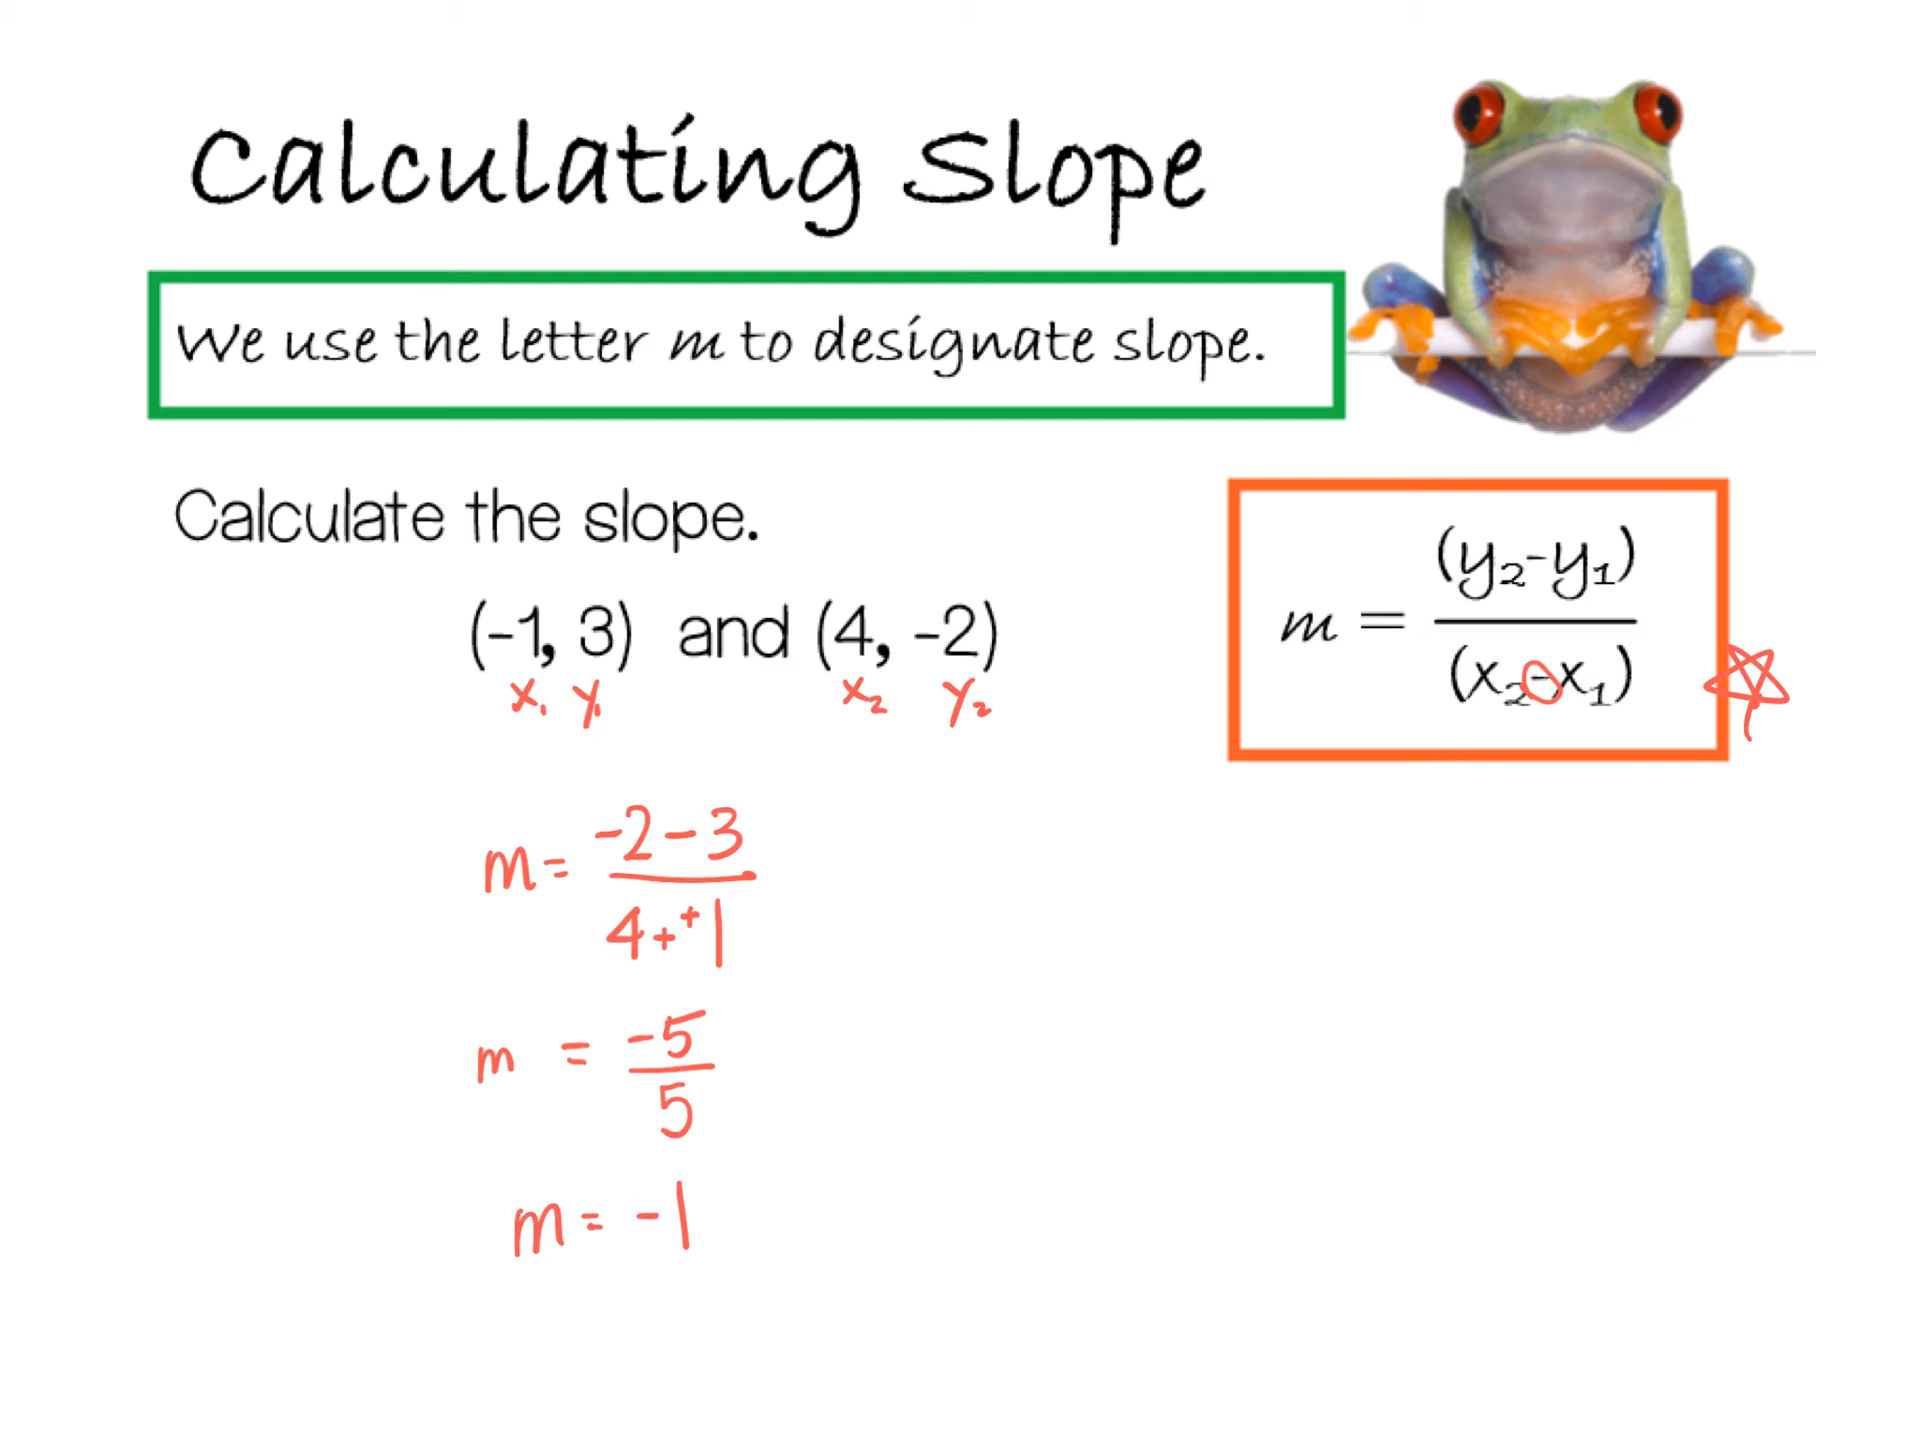 Calculating Slope
We use the letter m to designate slope.
Calculate the slope.
(-1, 3) and (4, -2)
x₁ y₁ x₂ y₂
m = (y₂-y₁)
(x₂-x₁)
m = -2 - 3
4 + +1
m = -5
5
m = -1